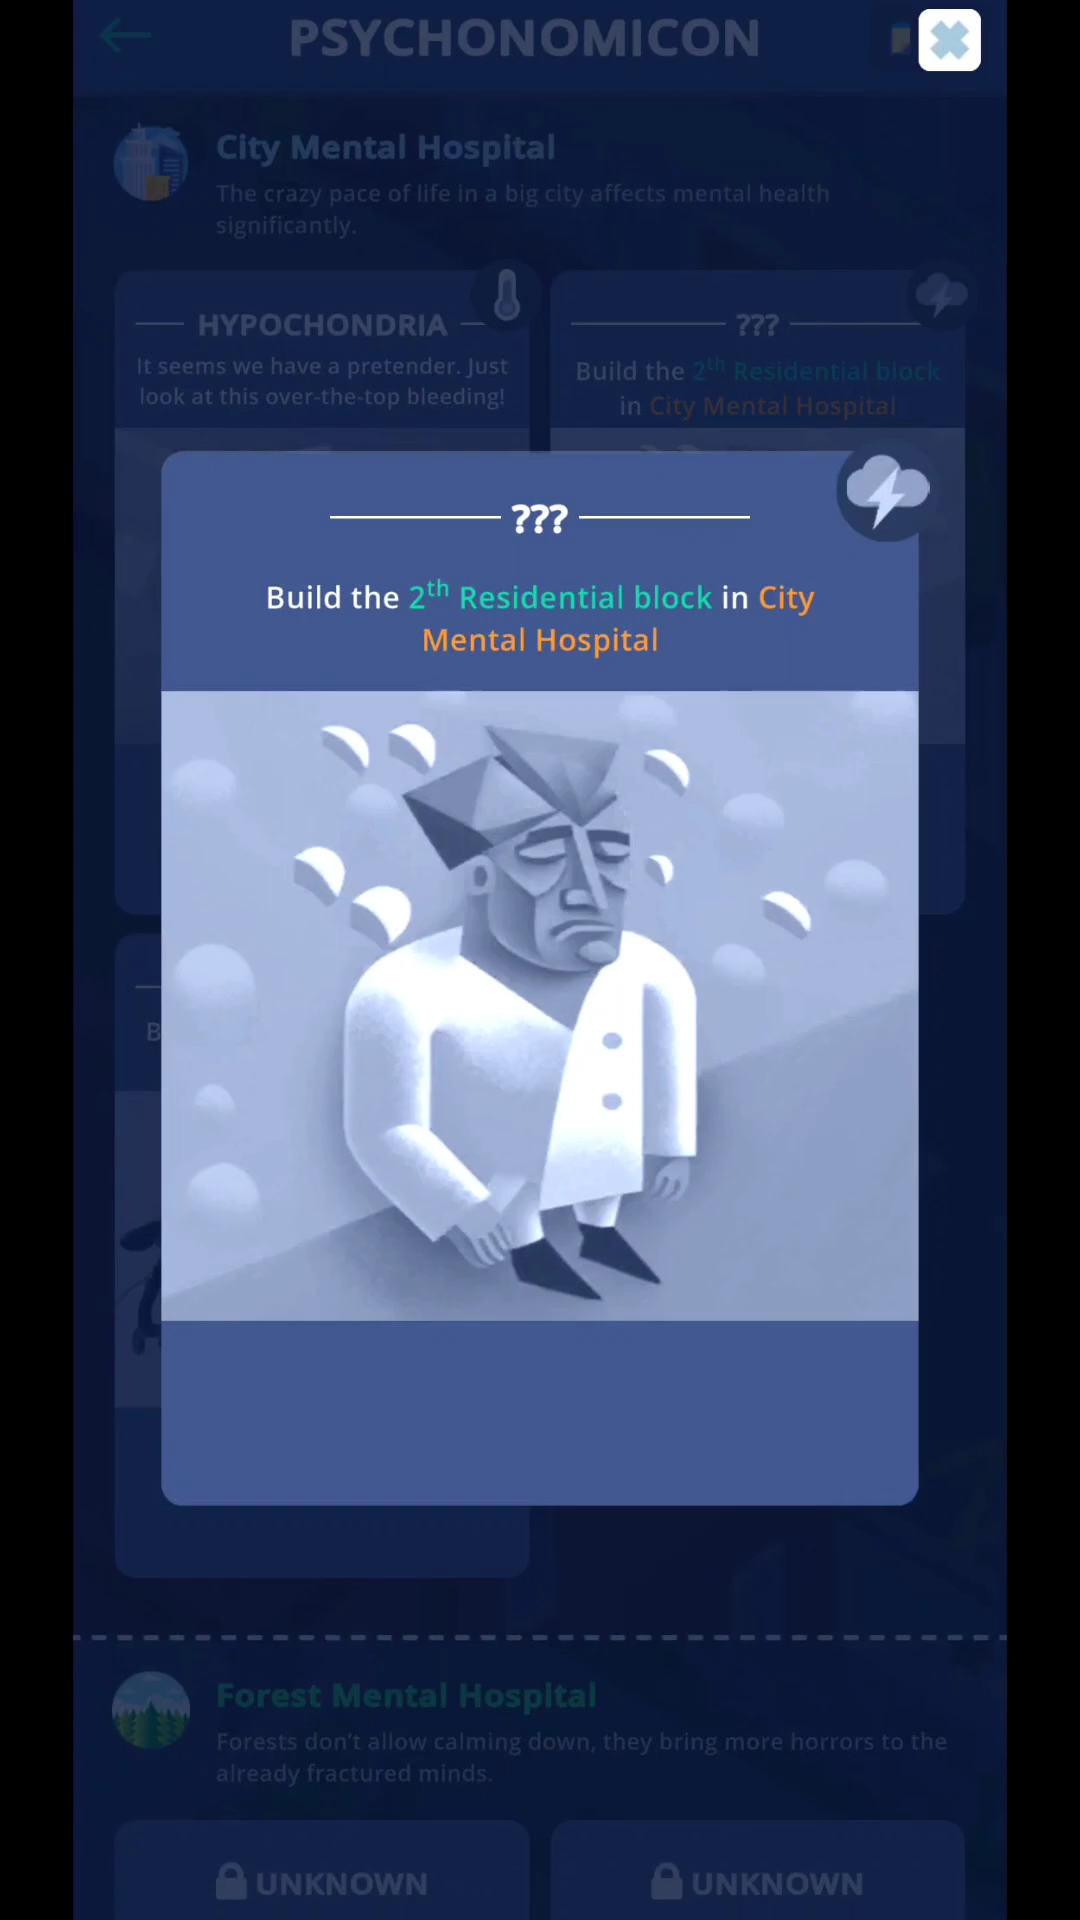 PSYCHONOMICON
City Mental Hospital
The crazy pace of life in a big city affects mental health
significantly.
HYPOCHONDRIA
It seems we have a pretender. Just
look at this over-the-top bleeding!
???
Build the 2th Residential block
in City Mental Hospital
???
Build the 2th Residential block in City
Mental Hospital
B
Forest Mental Hospital
Forests don't allow calming down, they bring more horrors to the
already fractured minds.
UNKNOWN
UNKNOWN